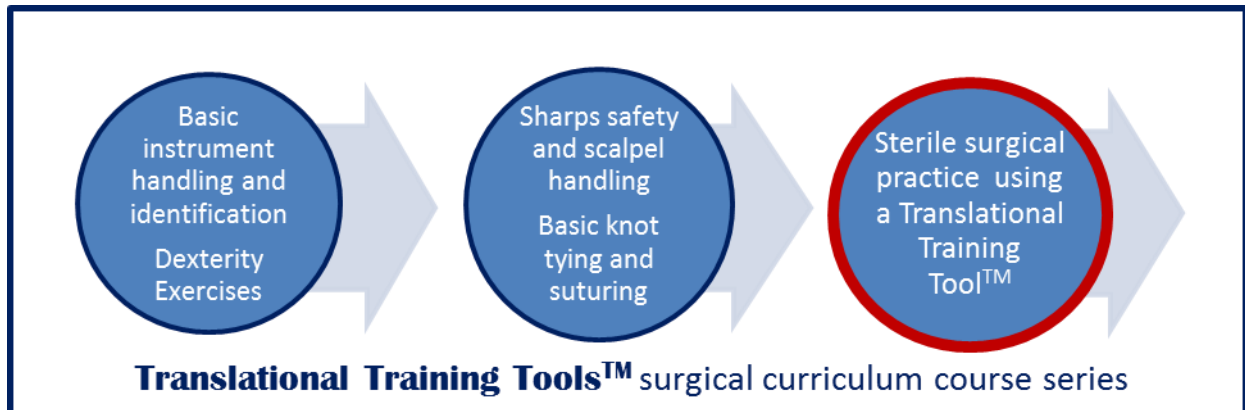 Basic
instrument
handling and
identification
Dexterity
Exercises
Sharps safety
and scalpel
handling
Basic knot
tying and
suturing
Sterile surgical
practice using
a Translational
Training
Tool™
Translational Training Tools™ surgical curriculum course series